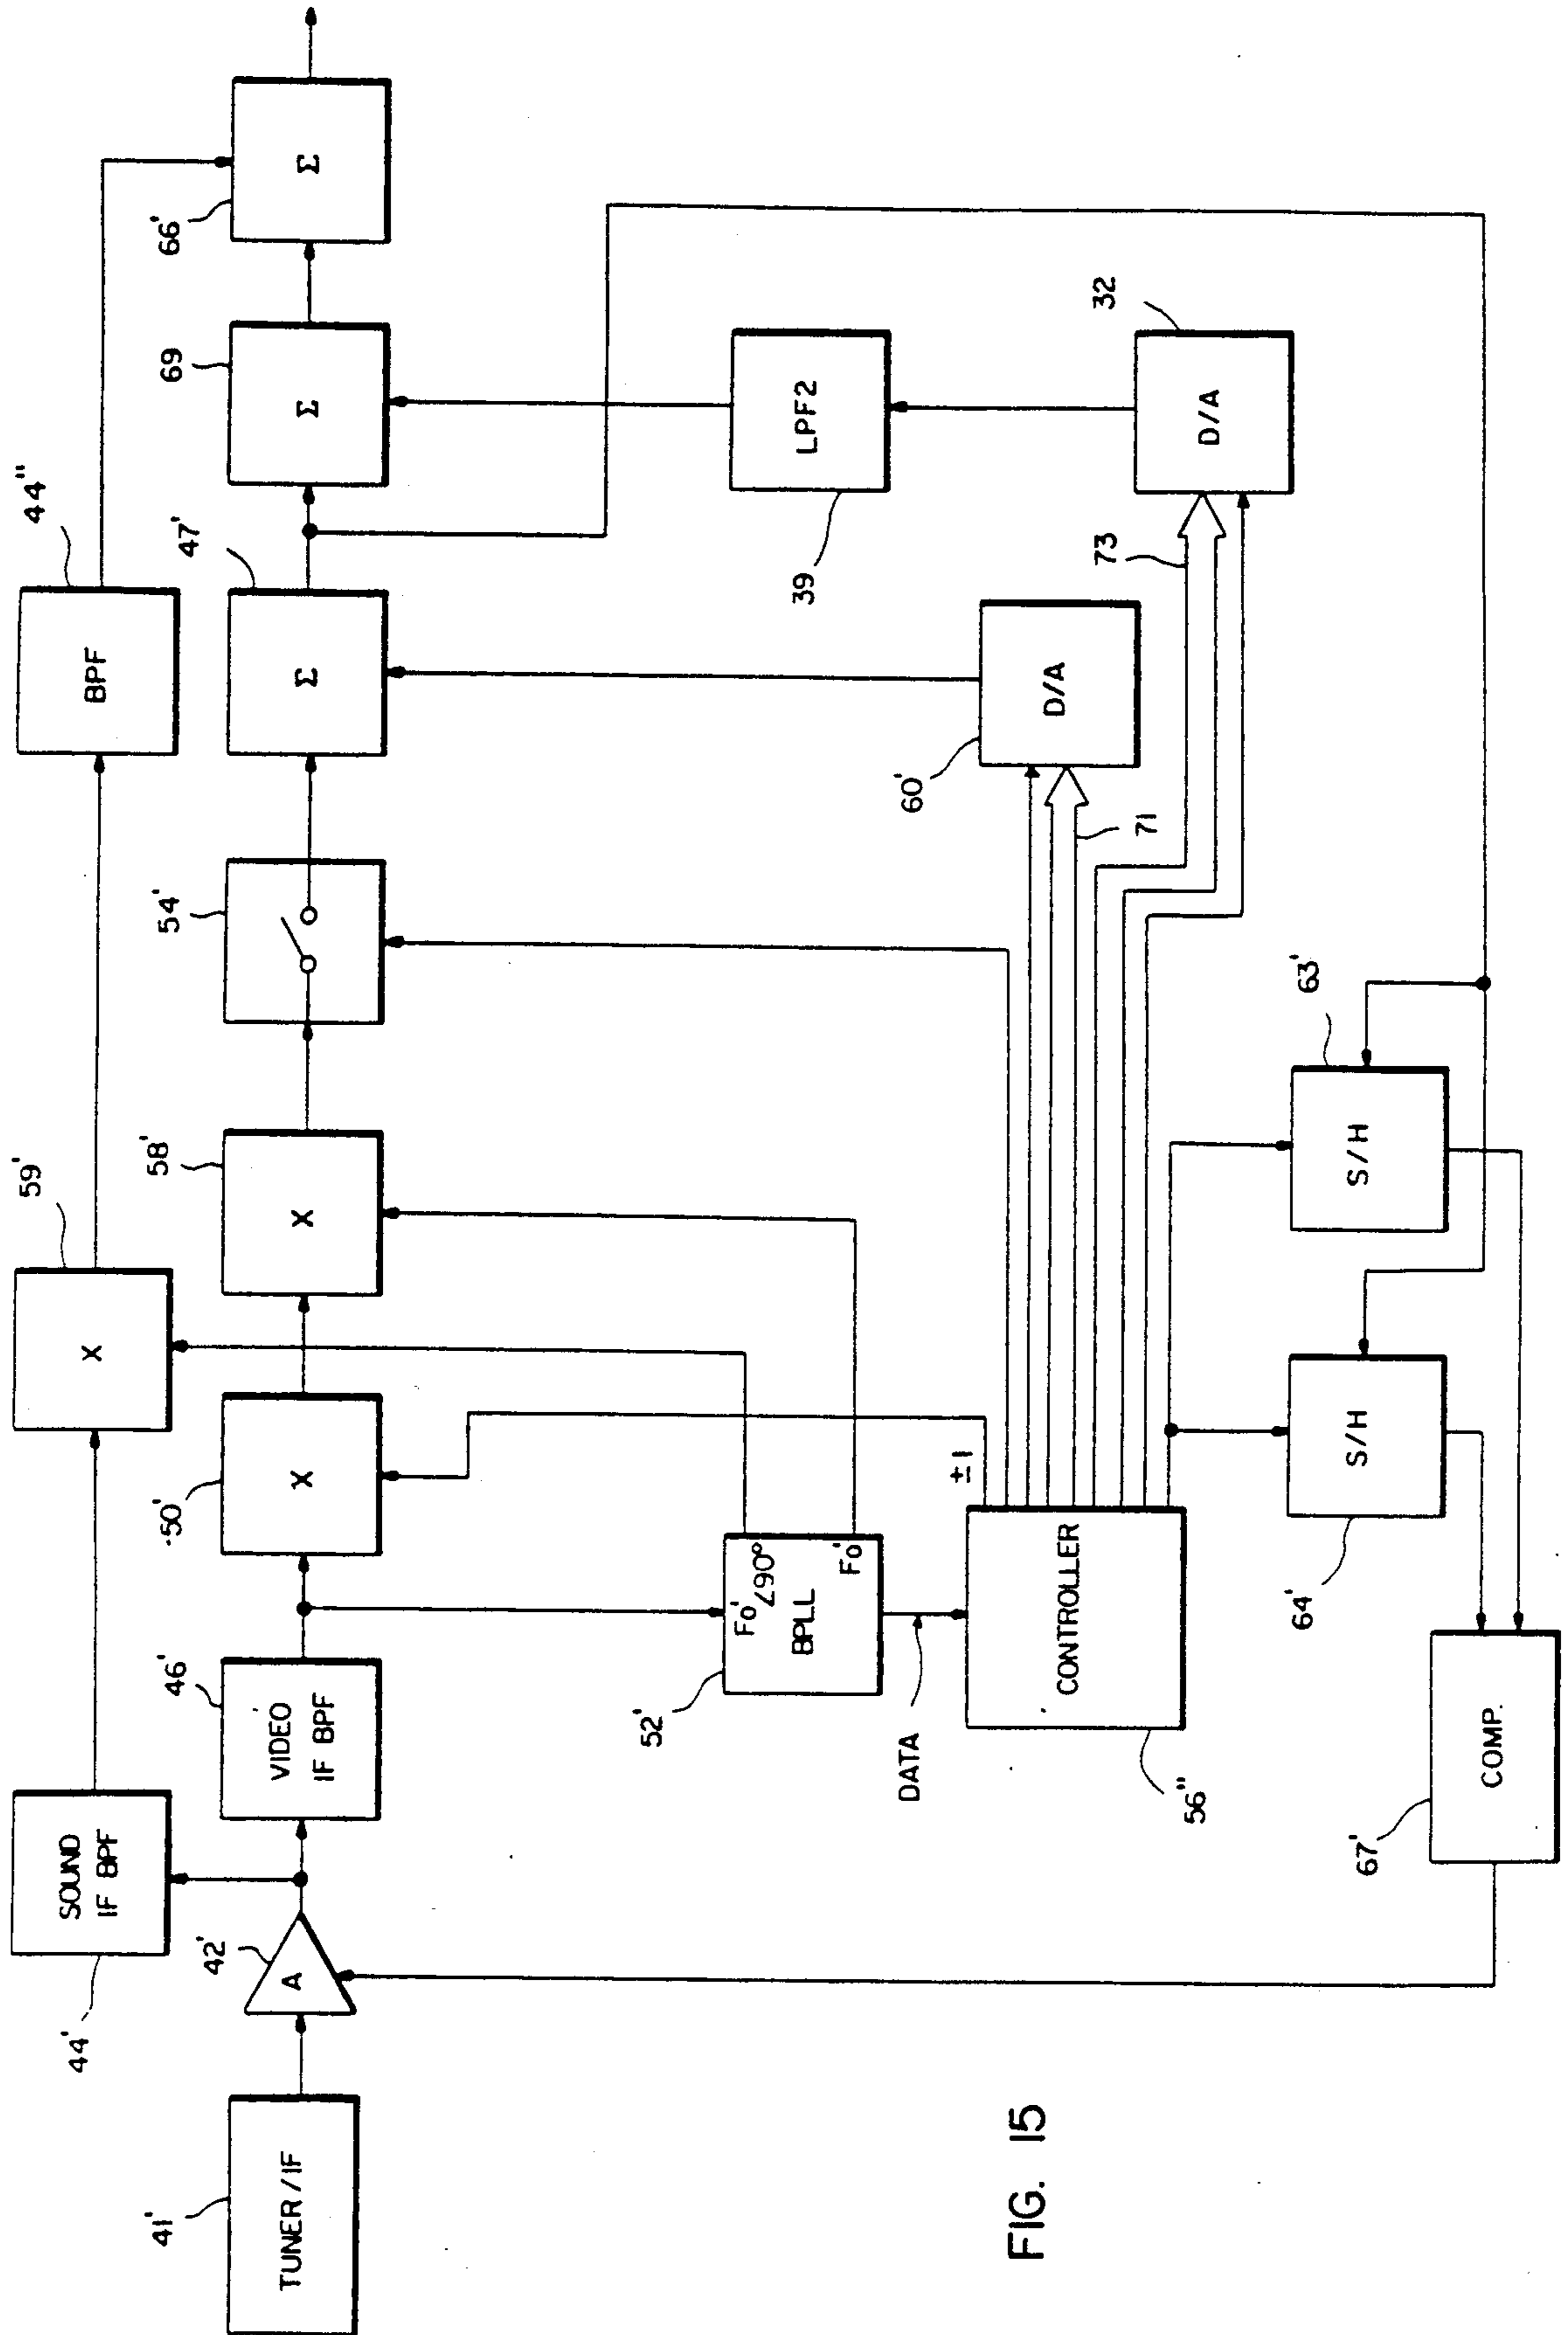 TUNER/IF
41'
A
42'
SOUND
IF BPF
44'
VIDEO
IF BPF
46'
X
50'
X
59'
X
58'
54'
BPF
44"
Σ
47'
Σ
69
Σ
66'
Fo'
∠90°
BPLL
Fo'
52'
DATA
CONTROLLER
56"
±1
D/A
60'
71
73
LPF2
39
D/A
32
S/H
63'
S/H
64'
COMP.
67'
FIG. 15